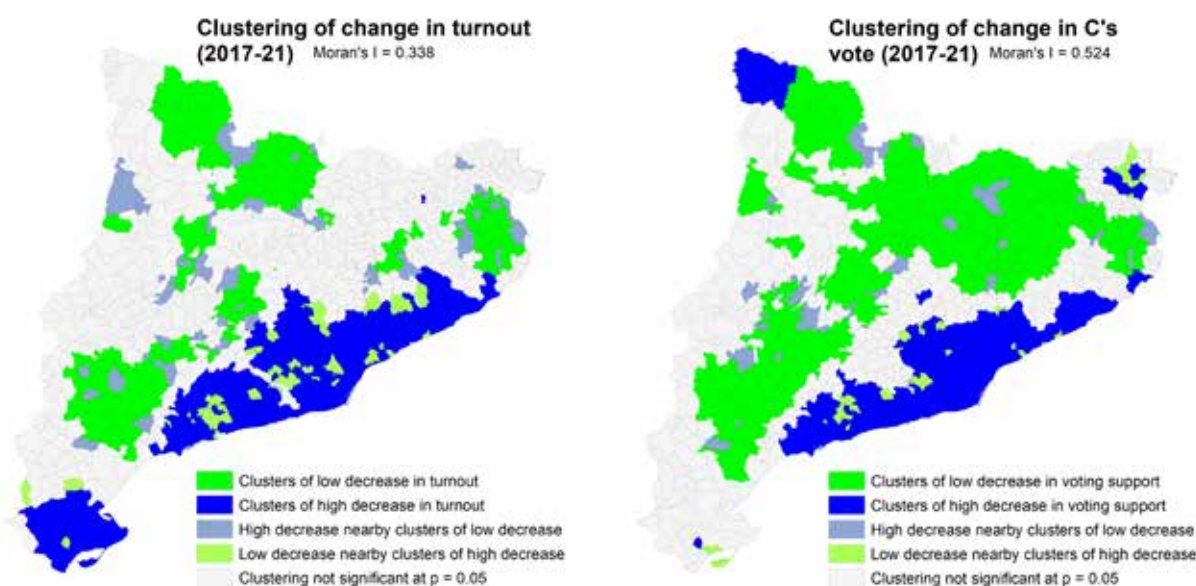 Clustering of change in turnout
(2017-21) Moran's I = 0.338
Clusters of low decrease in turnout
Clusters of high decrease in turnout
High decrease nearby clusters of low decrease
Low decrease nearby clusters of high decrease
Clustering not significant at p = 0.05
Clustering of change in C's
vote (2017-21) Moran's I = 0.524
Clusters of low decrease in voting support
Clusters of high decrease in voting support
High decrease nearby clusters of low decrease
Low decrease nearby clusters of high decrease
Clustering not significant at p = 0.05